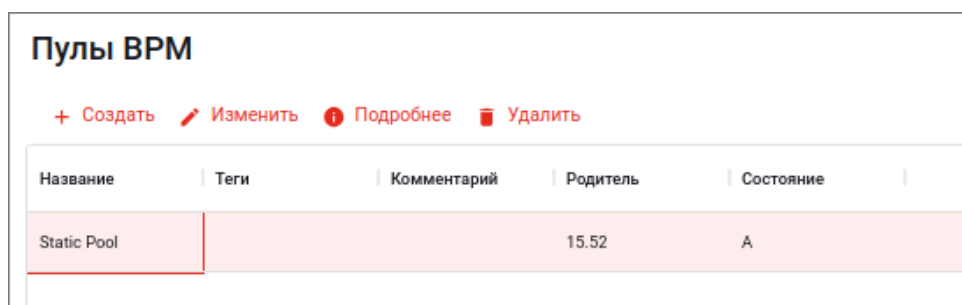 Пулы ВРМ
Создать Изменить Подробнее Удалить
Название Теги Комментарий Родитель Состояние
Static Pool 15.52 A